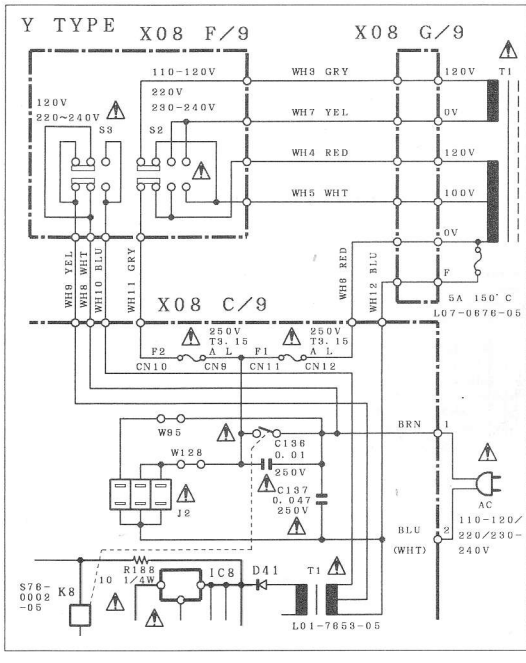 Y TYPE
X08 F/9
X08 G/9
110-120V
220V
230-240V
120V
220~240V
S3
S2
WH3 GRY
120V
T1
WH7 YEL
0V
WH4 RED
120V
WH5 WHT
100V
0V
F
5A 150°C
L07-0676-05
WH9 YEL
WH8 WHT
WH10 BLU
WH11 GRY
WH6 RED
WH12 BLU
X08 C/9
250V
T3.15
A L
250V
T3.15
A L
F2
F1
CN10
CN9
CN11
CN12
W95
W128
J2
C136
0.01
250V
C137
0.047
250V
BRN
1
AC
110-120/
220/230-
240V
BLU
2
(WHT)
S76-
0002
-05
K8
R188
10
1/4W
IC8
D41
T1
L01-7653-05